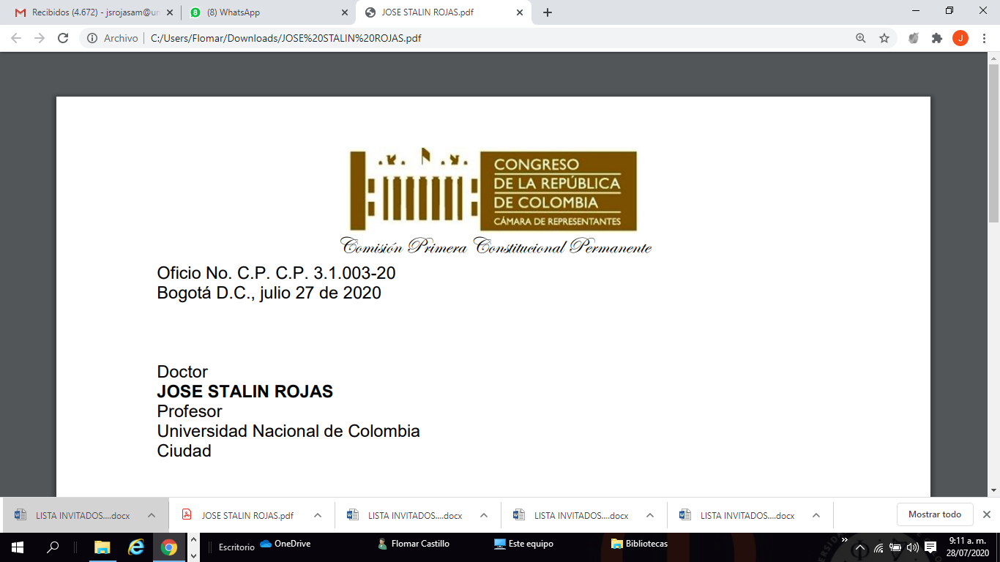 Recibidos (4.672) - jsrojasam@un
(8) WhatsApp
JOSE STALIN ROJAS.pdf
Archivo
C:/Users/Flomar/Downloads/JOSE%20STALIN%20ROJAS.pdf
J
CONGRESO
DE LA REPÚBLICA
DE COLOMBIA
CÁMARA DE REPRESENTANTES
Comisión Primera Constitucional Permanente
Oficio No. C.P. C.P. 3.1.003-20
Bogotá D.C., julio 27 de 2020
Doctor
JOSE STALIN ROJAS
Profesor
Universidad Nacional de Colombia
Ciudad
LISTA INVITADOS....docx
JOSE STALIN ROJAS.pdf
LISTA INVITADOS....docx
LISTA INVITADOS....docx
LISTA INVITADOS....docx
Mostrar todo
Escritorio
OneDrive
Flomar Castillo
Este equipo
Bibliotecas
9:11 a. m.
28/07/2020